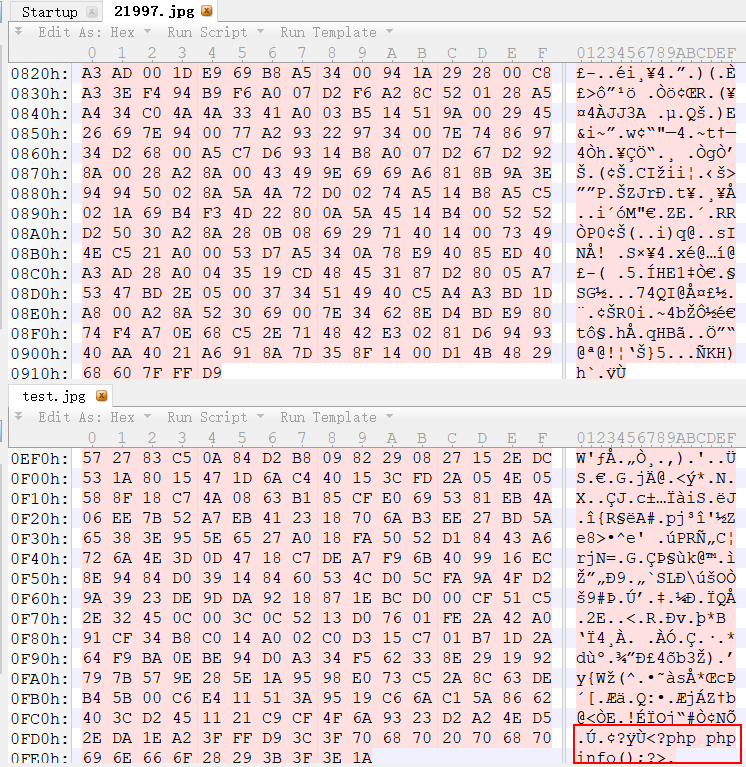 Startup 21997.jpg
Edit As: Hex Run Script Run Template
0 1 2 3 4 5 6 7 8 9 A B C D E F 0123456789ABCDEF
0820h: A3 AD 00 1D E9 69 B8 A5 34 00 94 1A 29 28 00 C8 £-..éi¸¥4.”.)(.È
0830h: A3 3E F4 94 B9 F6 A0 07 D2 F6 A2 8C 52 01 28 A5 £>ô”¹ö .Òö¢ŒR.(¥
0840h: A4 34 C0 4A 4A 33 41 A0 03 B5 14 51 9A 00 29 45 ¤4ÀJJ3A .µ.Qš.)E
0850h: 26 69 7E 94 00 77 A2 93 22 97 34 00 7E 74 86 97 &i~”.w¢“"—4.~t†—
0860h: 34 D2 68 00 A5 C7 D6 93 14 B8 A0 07 D2 67 D2 92 4Òh.¥ÇÖ“.¸ .ÒgÒ’
0870h: 8A 00 28 A2 8A 00 43 49 9E 69 69 A6 81 8B 9A 3E Š.(¢Š.CIžii¦.‹š>
0880h: 94 94 50 02 8A 5A 4A 72 D0 02 74 A5 14 B8 A5 C5 ””P.ŠZJrÐ.t¥.¸¥Å
0890h: 02 1A 69 B4 F3 4D 22 80 0A 5A 45 14 B4 00 52 52 ..i´óM"€.ZE.´.RR
08A0h: D2 50 30 A2 8A 28 0B 08 69 29 71 40 14 00 73 49 ÒP0¢Š(..i)q@..sI
08B0h: 4E C5 21 A0 00 53 D7 A5 34 0A 78 E9 40 85 ED 40 NÅ! .S×¥4.xé@…í@
08C0h: A3 AD 28 A0 04 35 19 CD 48 45 31 87 D2 80 05 A7 £-( .5.ÍHE1‡Ò€.§
08D0h: 53 47 BD 2E 05 00 37 34 51 49 40 C5 A4 A3 BD 1D SG½...74QI@Å¤£½.
08E0h: A8 00 A2 8A 52 30 69 00 7E 34 62 8E D4 BD E9 80 ¨.¢ŠR0i.~4bŽÔ½é€
08F0h: 74 F4 A7 0E 68 C5 2E 71 48 42 E3 02 81 D6 94 93 tô§.hÅ.qHBã..Ö”“
0900h: 40 AA 40 21 A6 91 8A 7D 35 8F 14 00 D1 4B 48 29 @ª@!¦‘Š}5...ÑKH)
0910h: 68 60 7F FF D9 h`.ÿÙ
test.jpg
Edit As: Hex Run Script Run Template
0 1 2 3 4 5 6 7 8 9 A B C D E F 0123456789ABCDEF
0EF0h: 57 27 83 C5 0A 84 D2 B8 09 82 29 08 27 15 2E DC W'ƒÅ.„Ò¸.‚).'..Ü
0F00h: 53 1A 80 15 47 1D 6A C4 40 15 3C FD 2A 05 4E 05 S.€.G.jÄ@.<ý*.N.
0F10h: 58 8F 18 C7 4A 08 63 B1 85 CF E0 69 53 81 EB 4A X..ÇJ.c±…ÏàiS.ëJ
0F20h: 06 EE 7B 52 A7 EB 41 23 18 70 6A B3 EE 27 BD 5A .î{R§ëA#.pj³î'½Z
0F30h: 65 38 3E 95 5E 65 27 A0 18 FA 50 52 D1 84 43 A6 e8>•^e' .úPRÑ„C¦
0F40h: 72 6A 4E 3D 0D 47 18 C7 DE A7 F9 6B 40 99 16 EC rjN=.G.ÇÞ§ùk@™.ì
0F50h: 8E 94 84 D0 39 14 84 60 53 4C D0 5C FA 9A 4F D2 Ž”„Ð9.„`SLÐ\úšOÒ
0F60h: 9A 39 23 DE 9D DA 92 18 87 1E BC D0 00 CF 51 C5 š9#Þ.Ú’.‡.¼Ð.ÏQÅ
0F70h: 2E 32 45 0C 00 3C 0C 52 13 D0 76 01 FE 2A 42 A0 .2E..<.R.Ðv.þ*B
0F80h: 91 CF 34 B8 C0 14 A0 02 C0 D3 15 C7 01 B7 1D 2A ‘Ï4¸À. .ÀÓ.Ç.·.*
0F90h: 64 F9 BA 0E BE 94 D0 A3 34 F5 62 33 8E 29 19 92 dùº.¾”Ð£4õb3Ž).’
0FA0h: 79 7B 57 9E 28 5E 1A 95 98 E0 73 C5 2A 8C 63 DE y{Wž(^.•˜àsÅ*ŒcÞ
0FB0h: B4 5B 00 C6 E4 11 51 3A 95 19 C6 6A C1 5A 86 62 ´[.Æä.Q:•.ÆjÁZ†b
0FC0h: 40 3C D2 45 11 21 C9 CF 4F 6A 93 23 D2 A2 4E D5 @<ÒE.!ÉÏOj“#Ò¢NÕ
0FD0h: 2E DA 1E A2 3F FF D9 3C 3F 70 68 70 20 70 68 70 .Ú.¢?ÿÙ<?php php
0FE0h: 69 6E 66 6F 28 29 3B 3F 3E 1A info();?>.